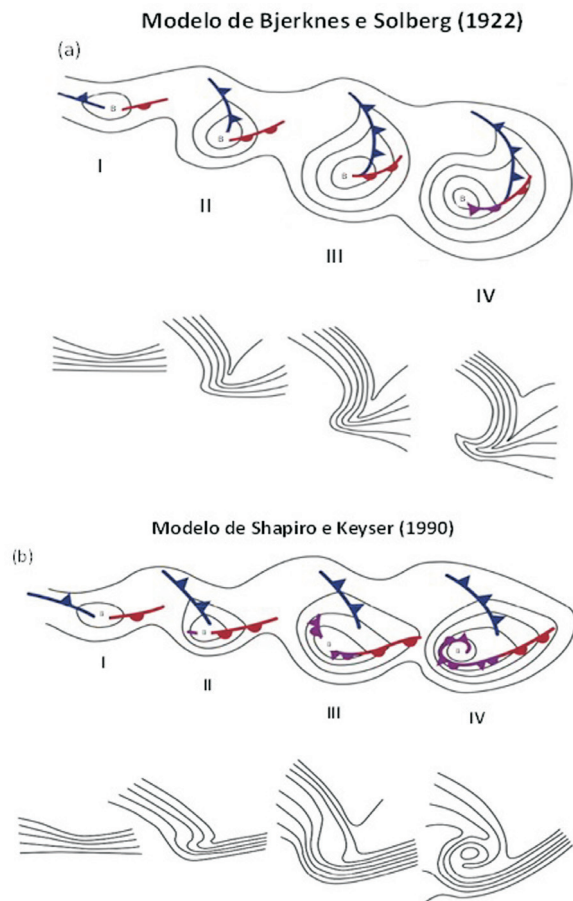 Modelo de Bjerknes e Solberg (1922)
(a)
B
B
B
B
I
II
III
IV
Modelo de Shapiro e Keyser (1990)
(b)
B
B
B
B
I
II
III
IV